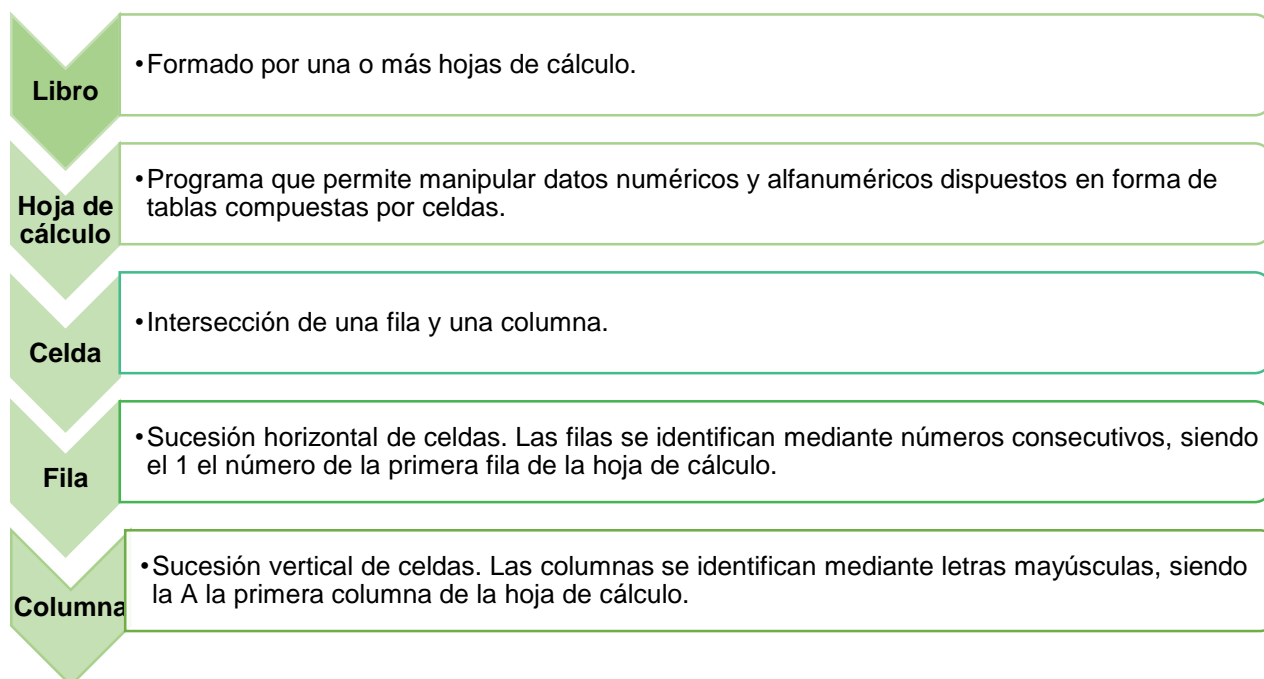 Libro
•Formado por una o más hojas de cálculo.
Hoja de
cálculo
•Programa que permite manipular datos numéricos y alfanuméricos dispuestos en forma de
tablas compuestas por celdas.
Celda
•Intersección de una fila y una columna.
Fila
•Sucesión horizontal de celdas. Las filas se identifican mediante números consecutivos, siendo
el 1 el número de la primera fila de la hoja de cálculo.
Columna
•Sucesión vertical de celdas. Las columnas se identifican mediante letras mayúsculas, siendo
la A la primera columna de la hoja de cálculo.